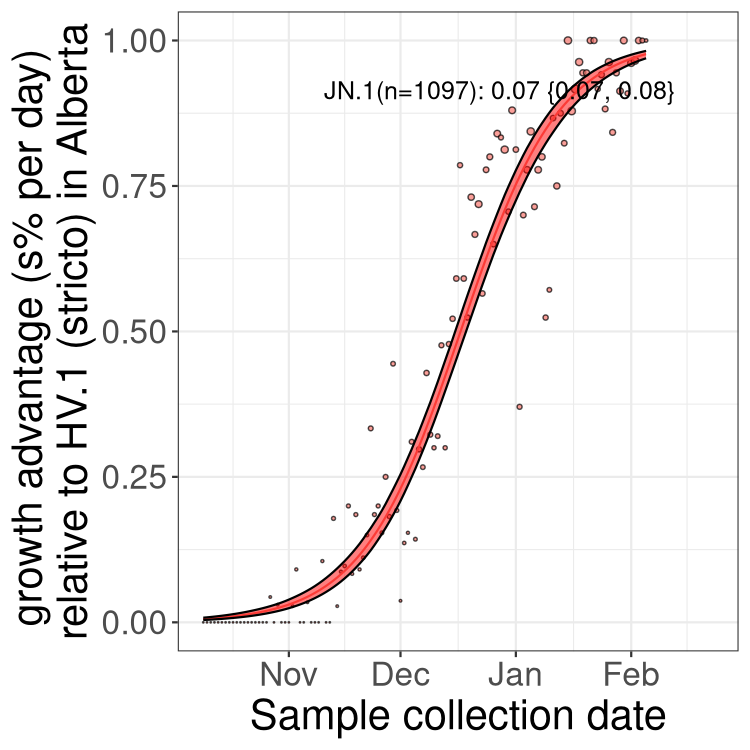 growth advantage (s% per day)
relative to HV.1 (stricto) in Alberta
1.00
0.75
0.50
0.25
0.00
JN.1(n=1097): 0.07 {0.07, 0.08}
Nov Dec Jan Feb
Sample collection date